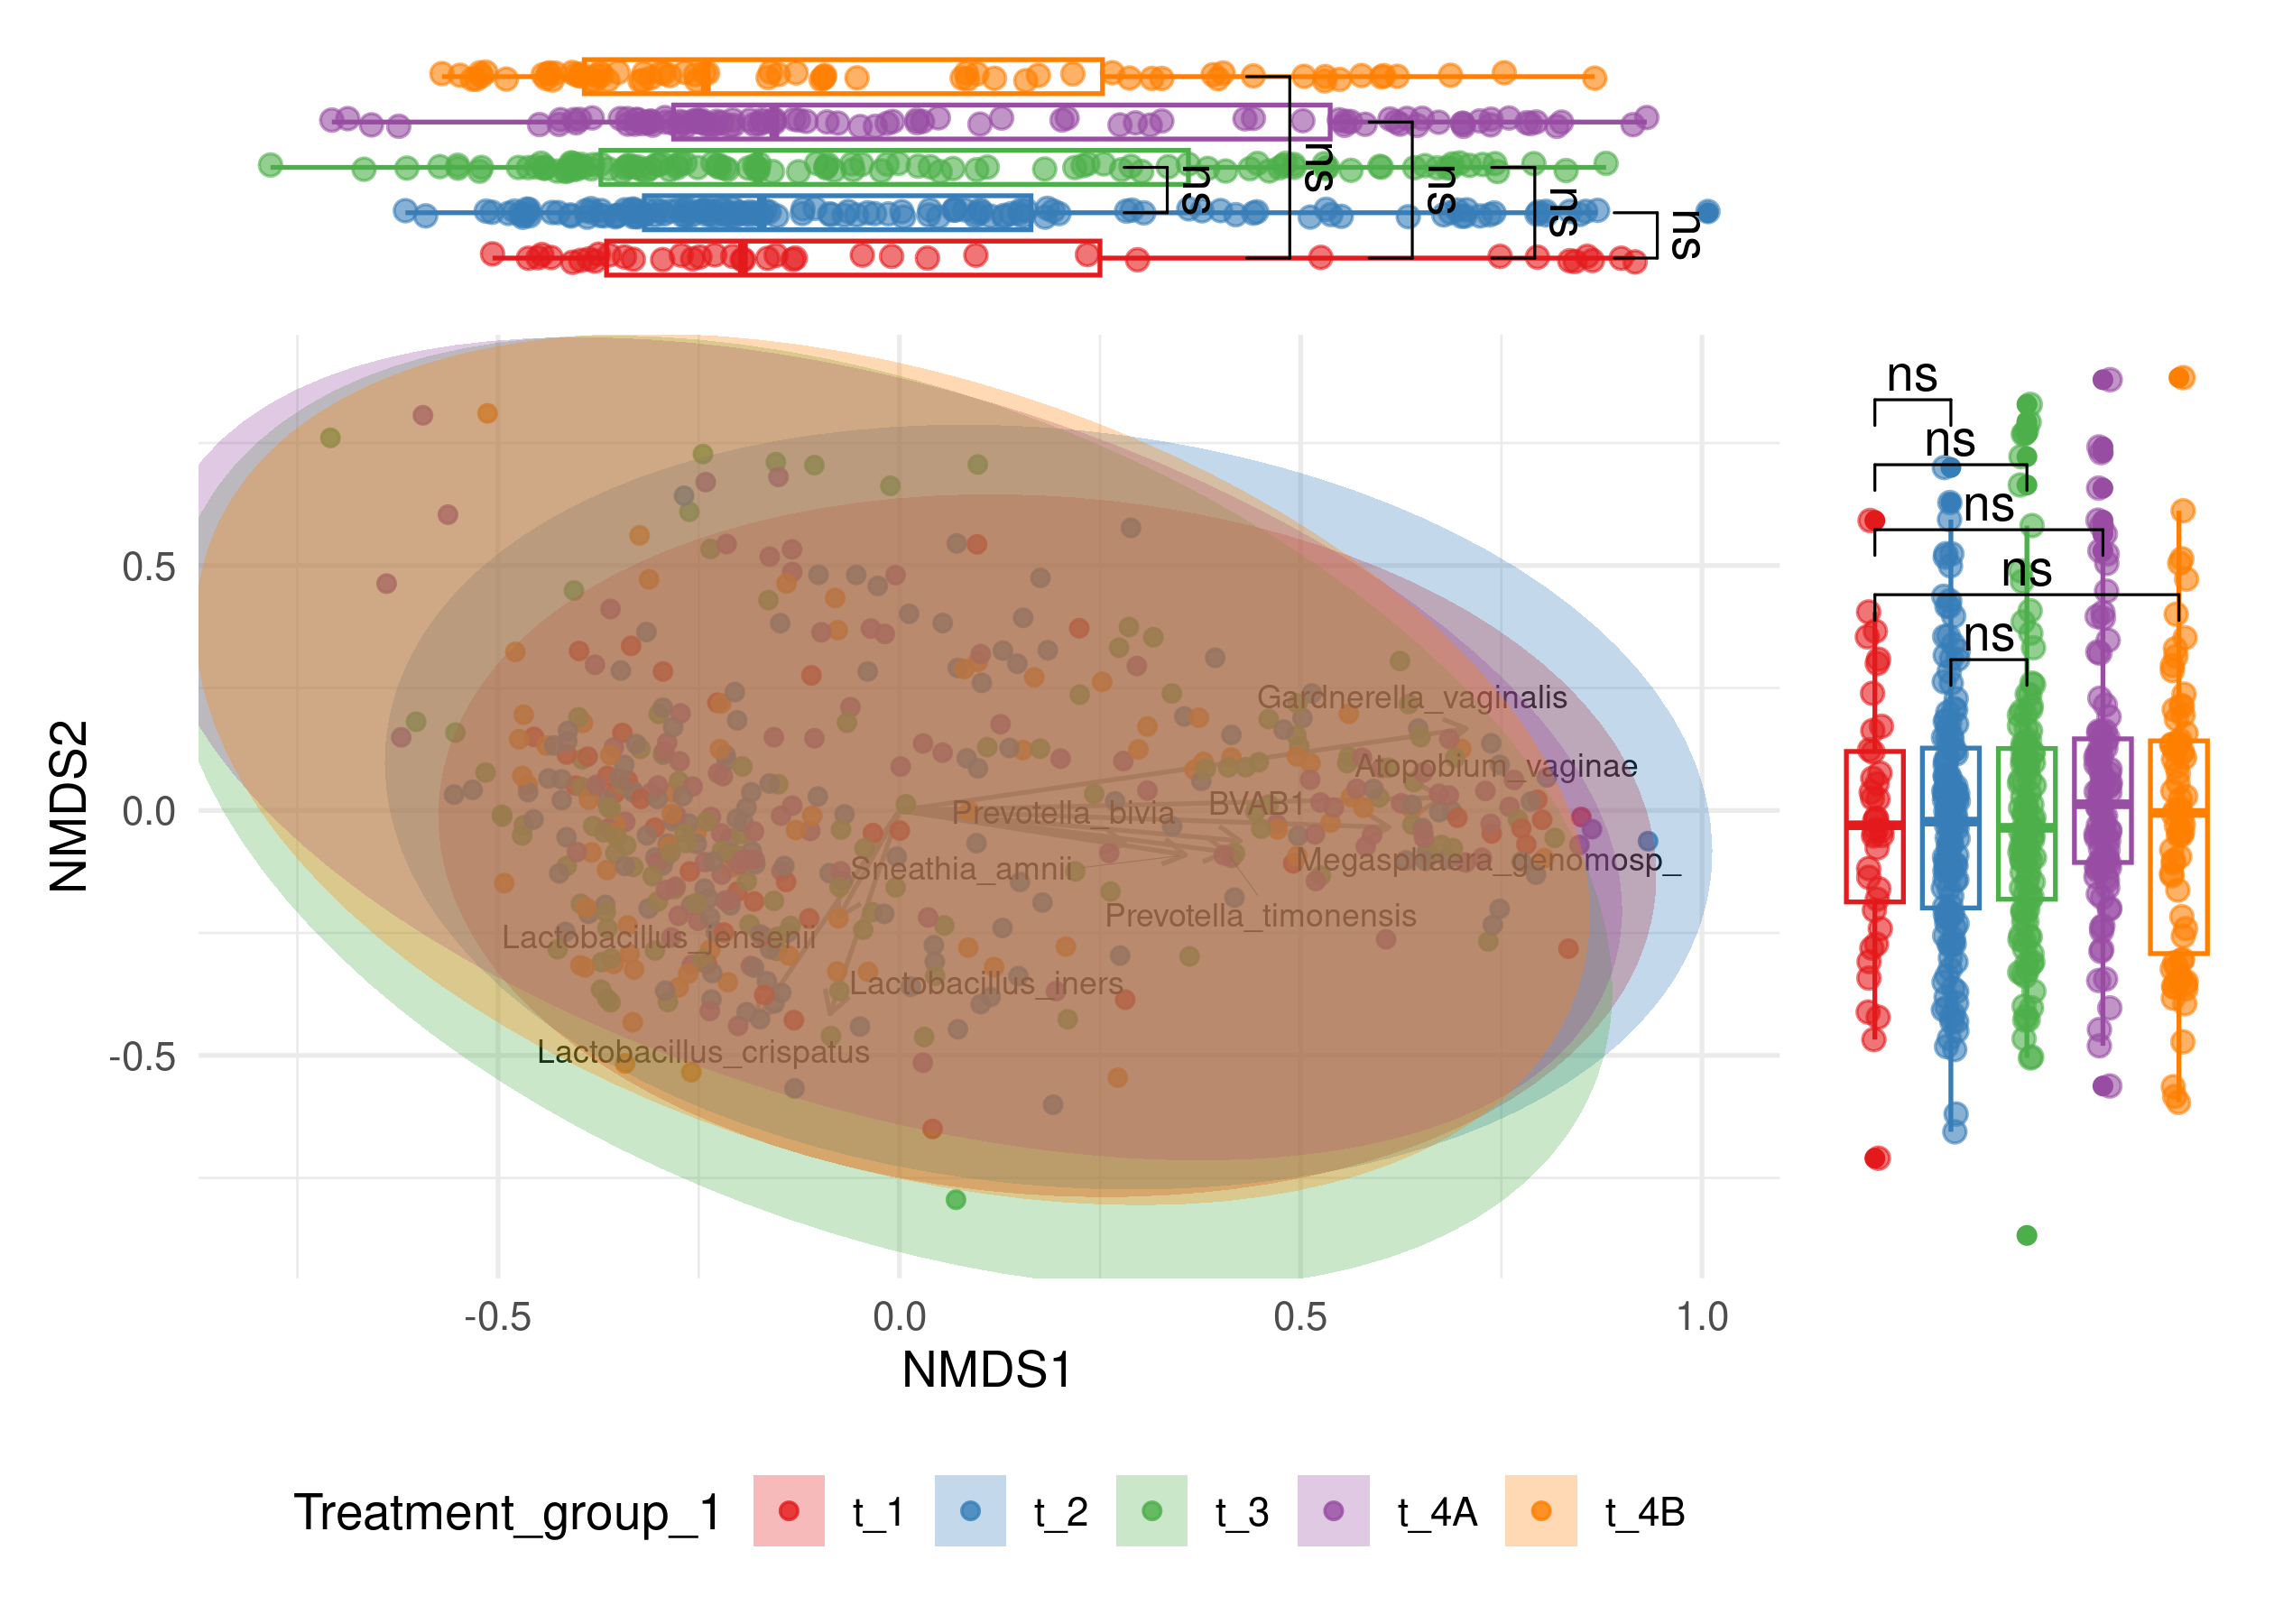 ns
ns
ns
ns
ns
ns
ns
ns
ns
ns
NMDS2
0.5
0.0
-0.5
Gardnerella_vaginalis
Atopobium_vaginae
BVAB1
Prevotella_bivia
Megasphaera_genomosp_
Sneathia_amnii
Prevotella_timonensis
Lactobacillus_jensenii
Lactobacillus_iners
Lactobacillus_crispatus
-0.5 0.0 0.5 1.0
NMDS1
Treatment_group_1 t_1 t_2 t_3 t_4A t_4B